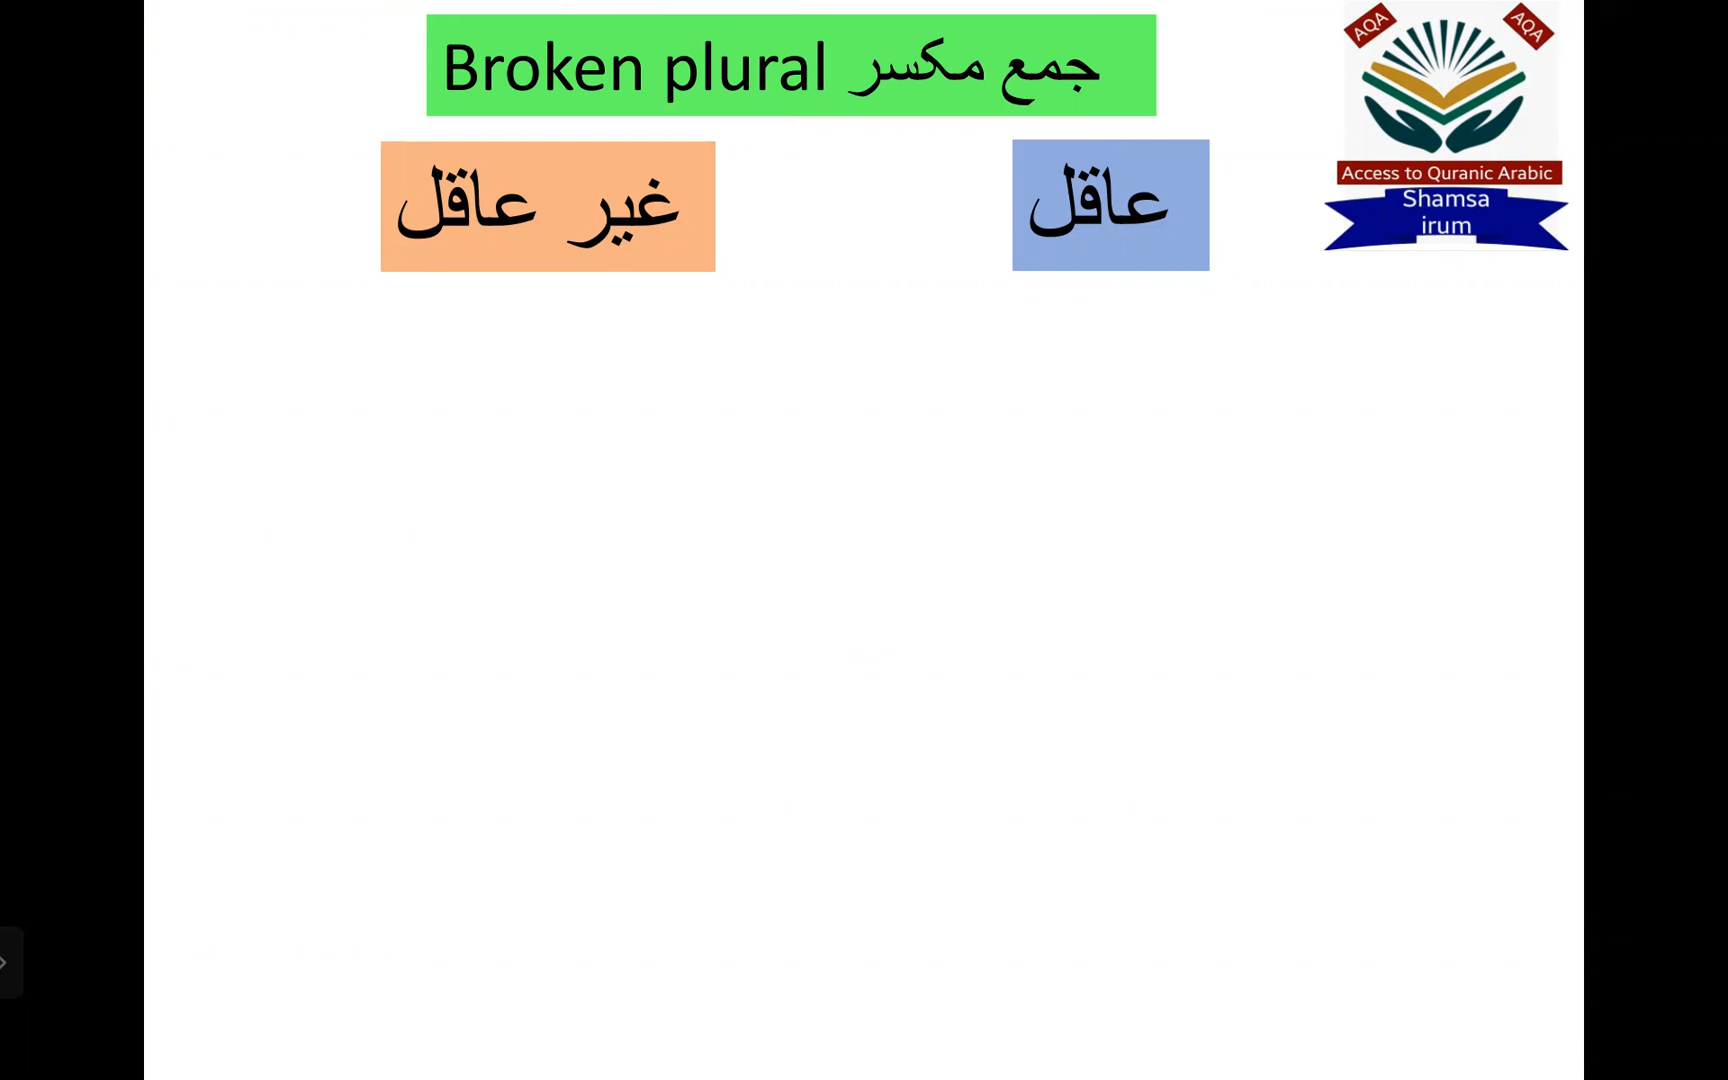 Broken plural جمع مكسر
AQA
AQA
عاقل
غير عاقل
Access to Quranic Arabic
Shamsa
irum